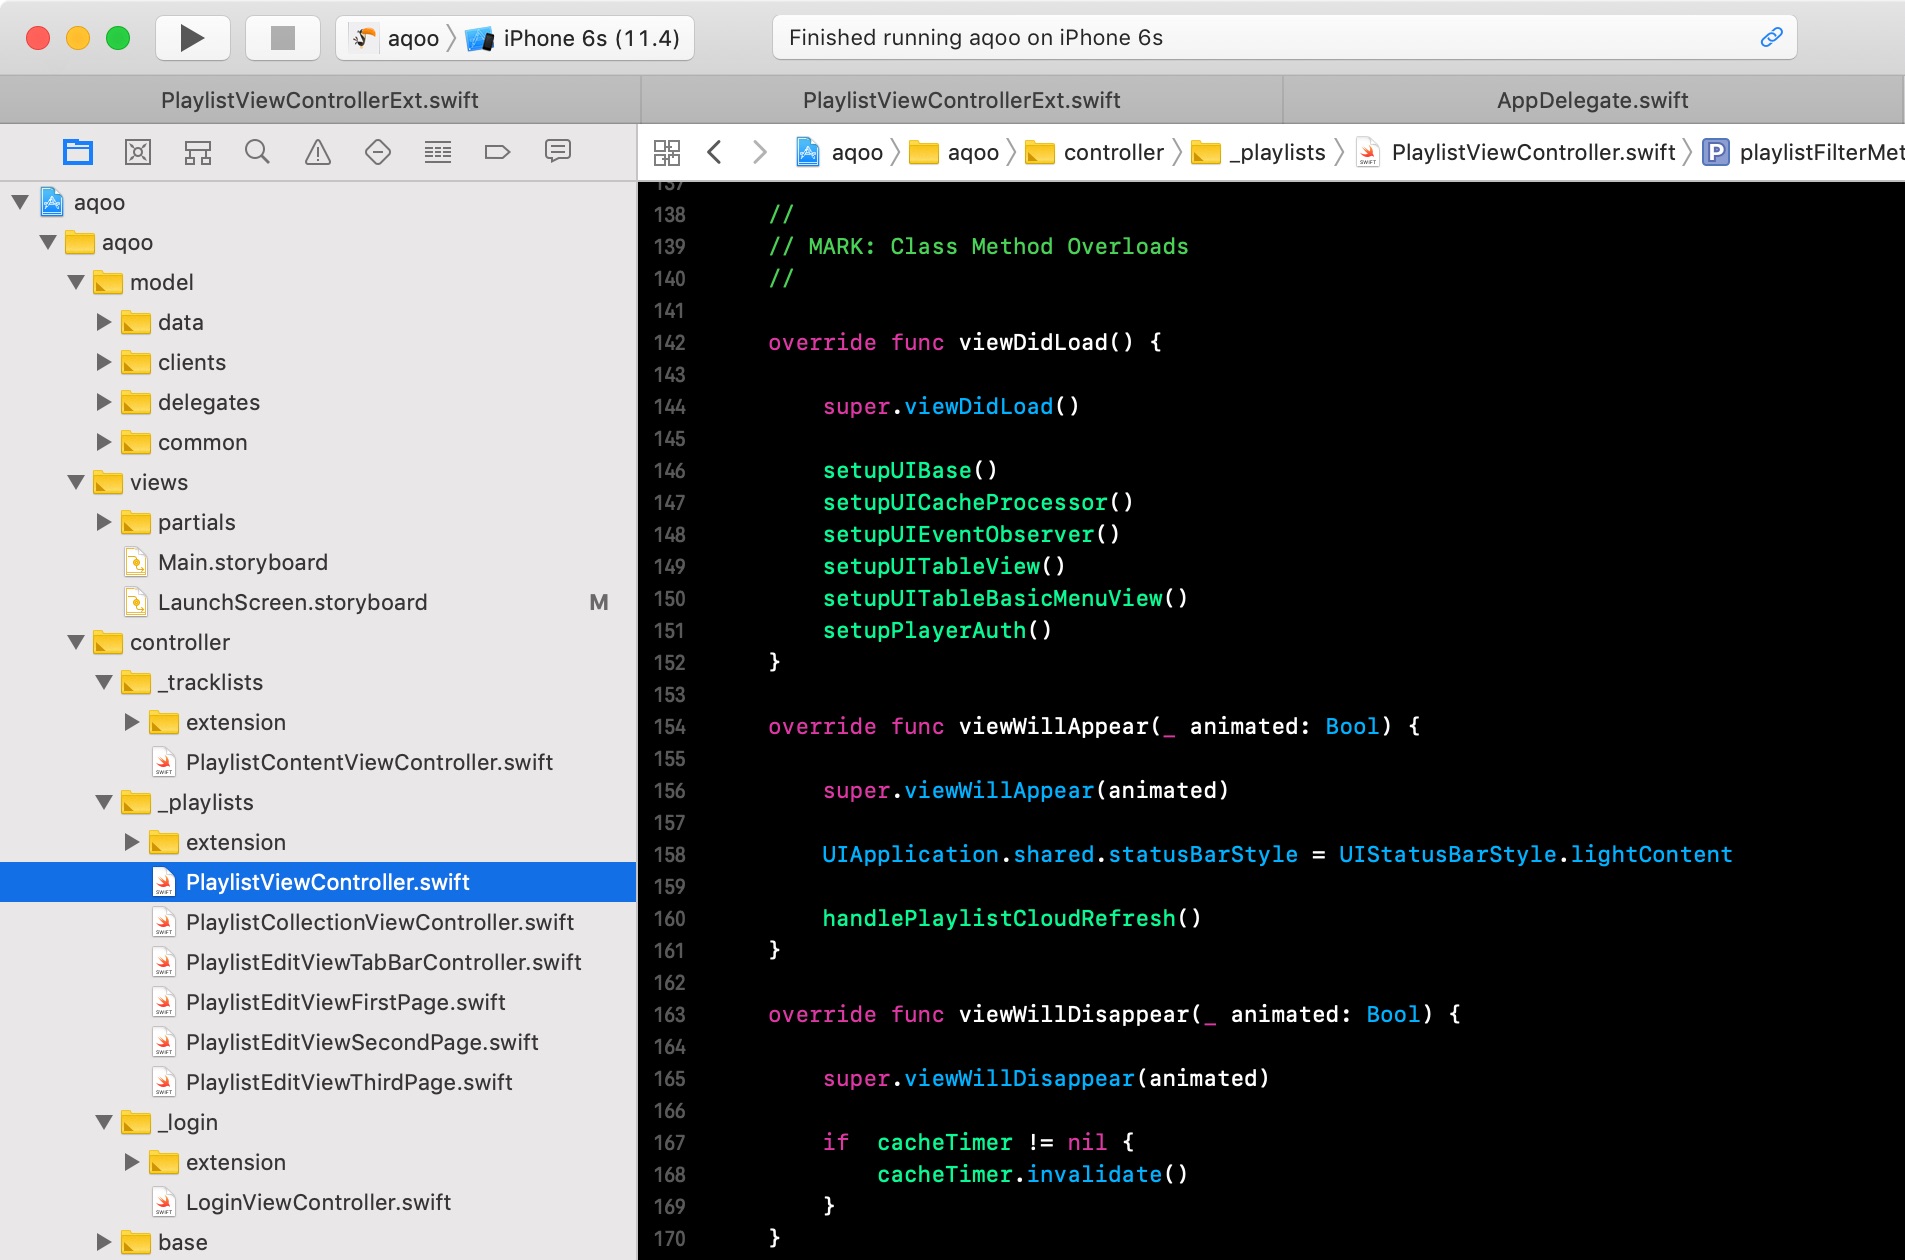 aqoo
iPhone 6s (11.4)
Finished running aqoo on iPhone 6s
PlaylistViewControllerExt.swift
PlaylistViewControllerExt.swift
AppDelegate.swift
aqoo
aqoo
controller
_playlists
PlaylistViewController.swift
P
playlistFilterMet
aqoo
aqoo
model
data
clients
delegates
common
views
partials
Main.storyboard
LaunchScreen.storyboard M
controller
_tracklists
extension
PlaylistContentViewController.swift
_playlists
extension
PlaylistViewController.swift
PlaylistCollectionViewController.swift
PlaylistEditViewTabBarController.swift
PlaylistEditViewFirstPage.swift
PlaylistEditViewSecondPage.swift
PlaylistEditViewThirdPage.swift
_login
extension
LoginViewController.swift
base
137
138 //
139 // MARK: Class Method Overloads
140 //
141
142 override func viewDidLoad() {
143
144 super.viewDidLoad()
145
146 setupUIBase()
147 setupUICacheProcessor()
148 setupUIEventObserver()
149 setupUITableView()
150 setupUITableBasicMenuView()
151 setupPlayerAuth()
152 }
153
154 override func viewWillAppear(_ animated: Bool) {
155
156 super.viewWillAppear(animated)
157
158 UIApplication.shared.statusBarStyle = UIStatusBarStyle.lightContent
159
160 handlePlaylistCloudRefresh()
161 }
162
163 override func viewWillDisappear(_ animated: Bool) {
164
165 super.viewWillDisappear(animated)
166
167 if  cacheTimer != nil {
168 cacheTimer.invalidate()
169 }
170 }